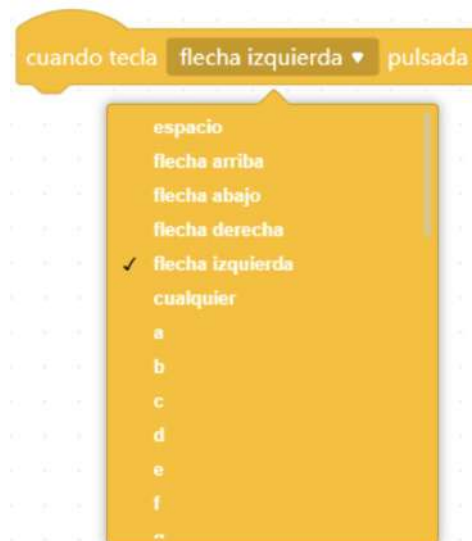 cuando tecla flecha izquierda ▼ pulsada
espacio
flecha arriba
flecha abajo
flecha derecha
✓ flecha izquierda
cualquier
a
b
c
d
e
f